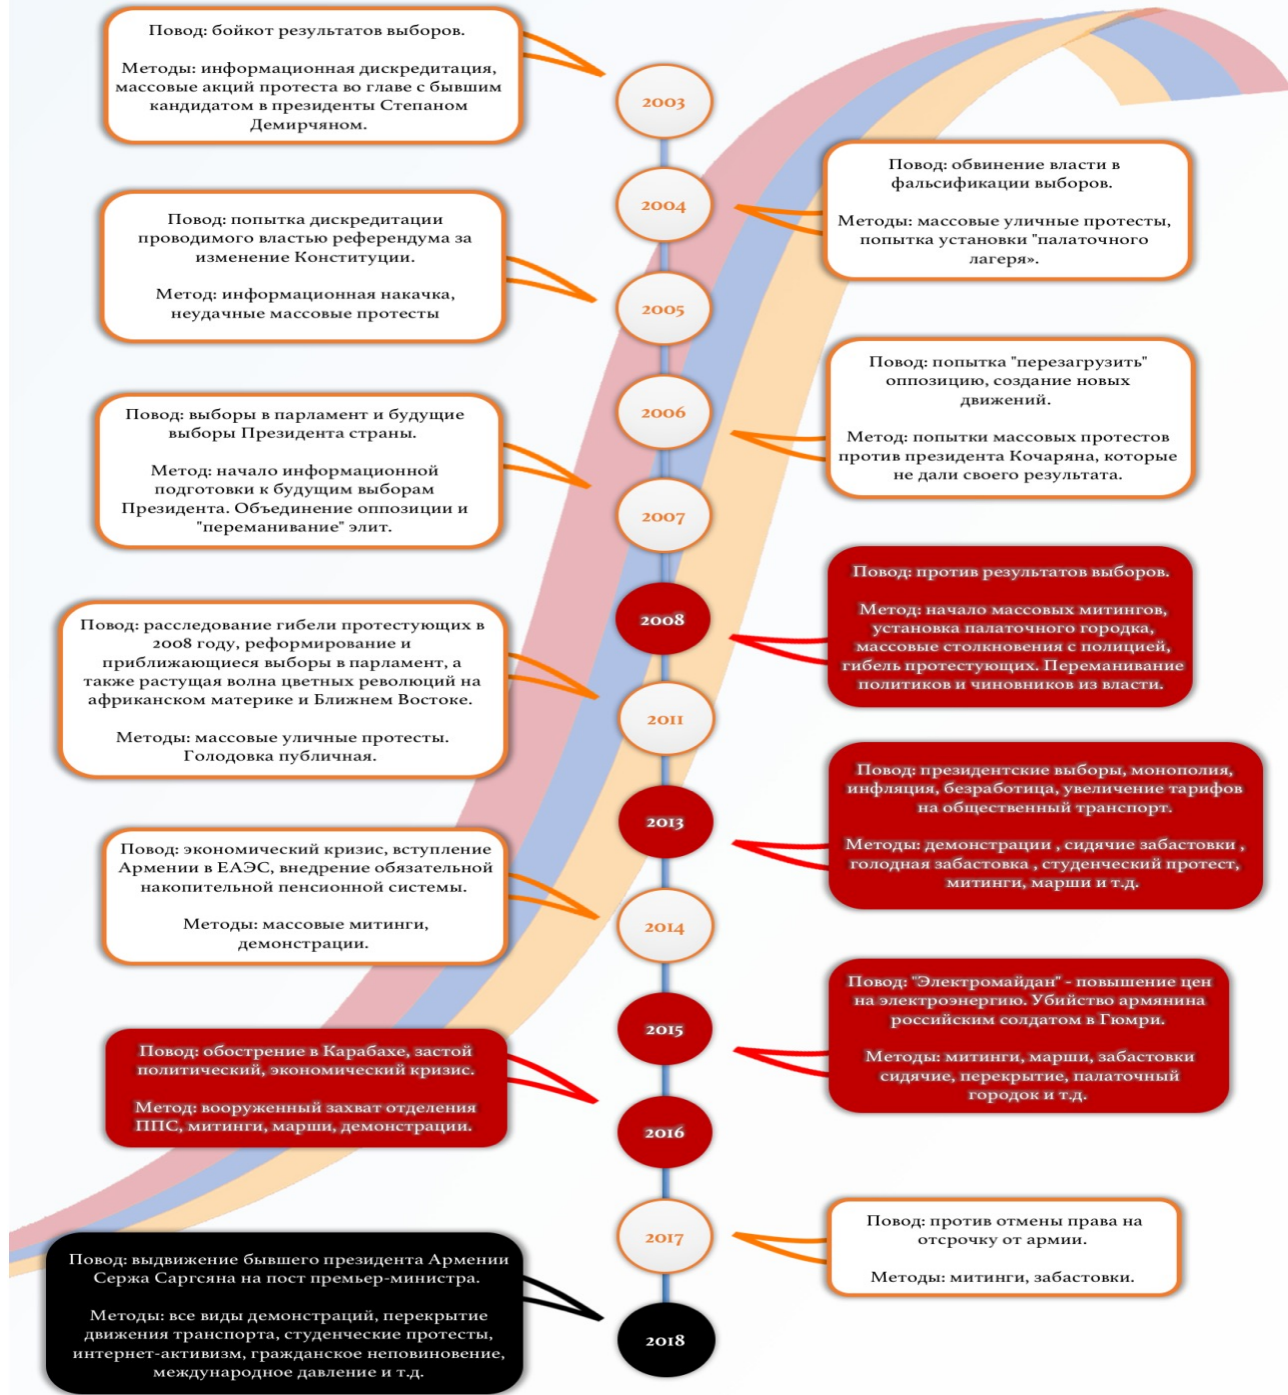 Повод: бойкот результатов выборов.
Методы: информационная дискредитация,
массовые акций протеста во главе с бывшим
кандидатом в президенты Степаном
Демирчяном.
2003
Повод: обвинение власти в
фальсификации выборов.
Методы: массовые уличные протесты,
попытка установки "палаточного
лагеря».
2004
Повод: попытка дискредитации
проводимого властью референдума за
изменение Конституции.
Метод: информационная накачка,
неудачные массовые протесты
2005
Повод: попытка "перезагрузить"
оппозицию, создание новых
движений.
Метод: попытки массовых протестов
против президента Кочаряна, которые
не дали своего результата.
2006
Повод: выборы в парламент и будущие
выборы Президента страны.
Метод: начало информационной
подготовки к будущим выборам
Президента. Объединение оппозиции и
"переманивание" элит.
2007
Повод: против результатов выборов.
Метод: начало массовых митингов,
установка палаточного городка,
массовые столкновения с полицией,
гибель протестующих. Переманивание
политиков и чиновников из власти.
2008
Повод: расследование гибели протестующих в
2008 году, реформирование и
приближающиеся выборы в парламент, а
также растущая волна цветных революций на
африканском материке и Ближнем Востоке.
Методы: массовые уличные протесты.
Голодовка публичная.
2011
Повод: президентские выборы, монополия,
инфляция, безработица, увеличение тарифов
на общественный транспорт.
Методы: демонстрации , сидячие забастовки ,
голодная забастовка , студенческий протест,
митинги, марши и т.д.
2013
Повод: экономический кризис, вступление
Армении в ЕАЭС, внедрение обязательной
накопительной пенсионной системы.
Методы: массовые митинги,
демонстрации.
2014
Повод: "Электромайдан" - повышение цен
на электроэнергию. Убийство армянина
российским солдатом в Гюмри.
Методы: митинги, марши, забастовки
сидячие, перекрытие, палаточный
городок и т.д.
2015
Повод: обострение в Карабахе, застой
политический, экономический кризис.
Метод: вооруженный захват отделения
ППС, митинги, марши, демонстрации.
2016
Повод: против отмены права на
отсрочку от армии.
Методы: митинги, забастовки.
2017
Повод: выдвижение бывшего президента Армении
Сержа Саргсяна на пост премьер-министра.
Методы: все виды демонстраций, перекрытие
движения транспорта, студенческие протесты,
интернет-активизм, гражданское неповиновение,
международное давление и т.д.
2018